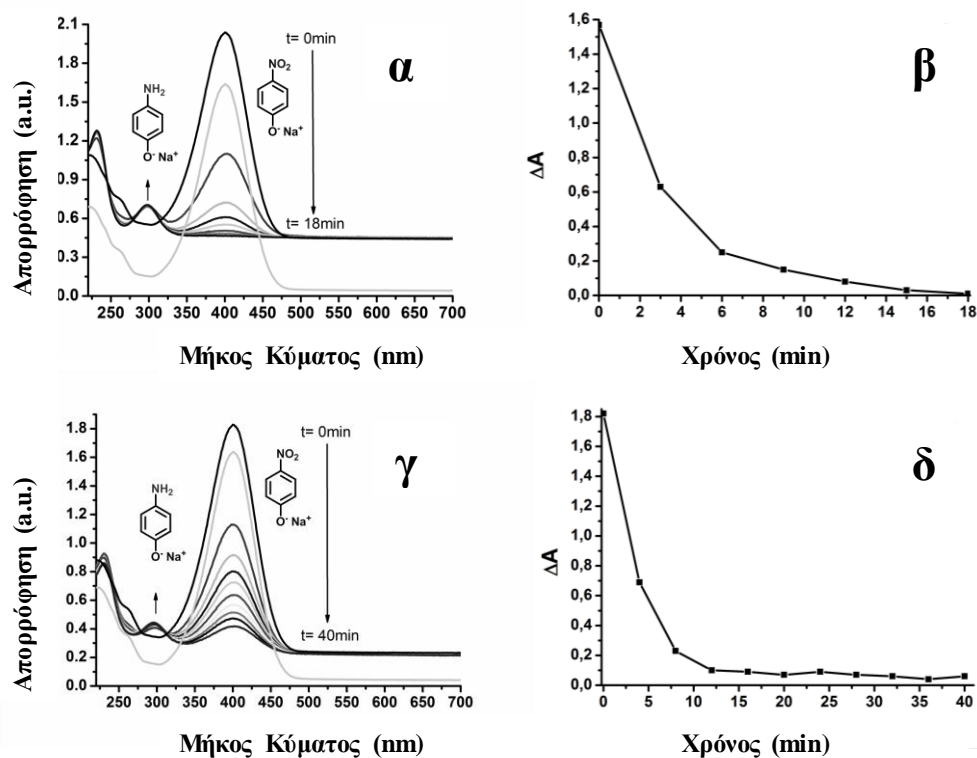 2.1
1.8
1.5
1.2
0.9
0.6
0.3
0.0
Απορρόφηση (a.u.)
NH2
O- Na+
NO2
O- Na+
t= 0min
t= 18min
α
250 300 350 400 450 500 550 600 650 700
Μήκος Κύματος (nm)
1,6
1,4
1,2
1,0
0,8
0,6
0,4
0,2
0,0
ΔA
β
0 2 4 6 8 10 12 14 16 18
Χρόνος (min)
1.8
1.6
1.4
1.2
1.0
0.8
0.6
0.4
0.2
0.0
Απορρόφηση (a.u.)
NH2
O- Na+
NO2
O- Na+
t= 0min
t= 40min
γ
250 300 350 400 450 500 550 600 650 700
Μήκος Κύματος (nm)
1,8
1,6
1,4
1,2
1,0
0,8
0,6
0,4
0,2
0,0
ΔA
δ
0 5 10 15 20 25 30 35 40
Χρόνος (min)